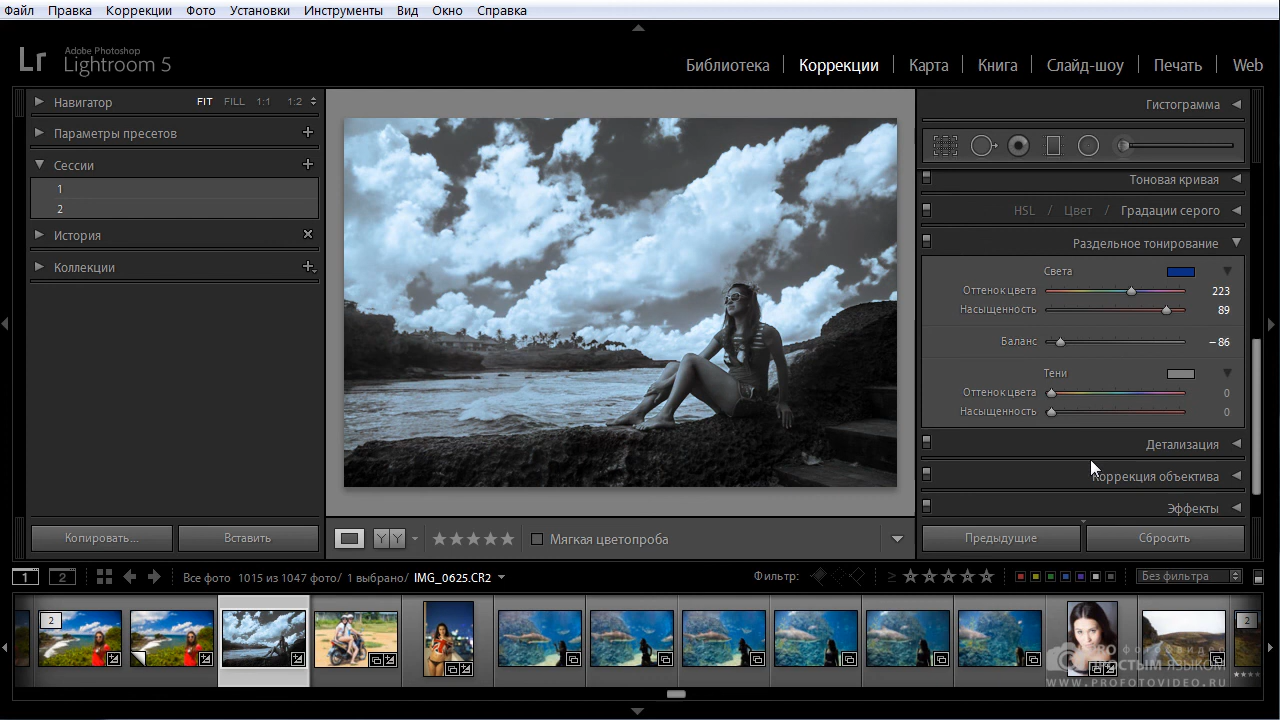 Файл Правка Коррекции Фото Установки Инструменты Вид Окно Справка
Lr Adobe Photoshop
Lightroom 5
Библиотека Коррекции Карта Книга Слайд-шоу Печать Web
Навигатор FIT FILL 1:1 1:2
Параметры пресетов
Сессии
1
2
История
Коллекции
Копировать... Вставить
Гистограмма
Тоновая кривая
HSL / Цвет / Градации серого
Раздельное тонирование
Света
Оттенок цвета 223
Насыщенность 89
Баланс – 86
Тени
Оттенок цвета 0
Насыщенность 0
Детализация
Коррекция объектива
Эффекты
Предыдущие Сбросить
Y Y Мягкая цветопроба
1 2 Все фото 1015 из 1047 фото/ 1 выбрано/ IMG_0625.CR2 Фильтр: ≥ Без фильтра
2 2
ПРО фотовидео
ПРОСТЫМ ЯЗЫКОМ
WWW.PROFOTOVIDEO.RU